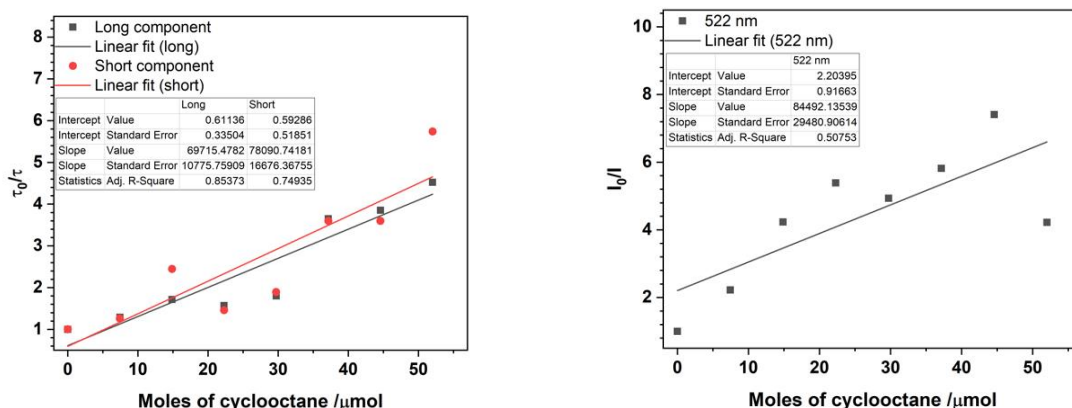 Long component
Linear fit (long)
Short component
Linear fit (short)
Long Short
Intercept Value 0.61136 0.59286
Intercept Standard Error 0.33504 0.51851
Slope Value 69715.4782 78090.74181
Slope Standard Error 10775.75909 16676.36755
Statistics Adj. R-Square 0.85373 0.74935
τ0/τ
8
7
6
5
4
3
2
1
0 10 20 30 40 50
Moles of cyclooctane /μmol
522 nm
Linear fit (522 nm)
522 nm
Intercept Value 2.20395
Intercept Standard Error 0.91663
Slope Value 84492.13539
Slope Standard Error 29480.90614
Statistics Adj. R-Square 0.50753
I0/I
10
8
6
4
2
0 10 20 30 40 50
Moles of cyclooctane /μmol